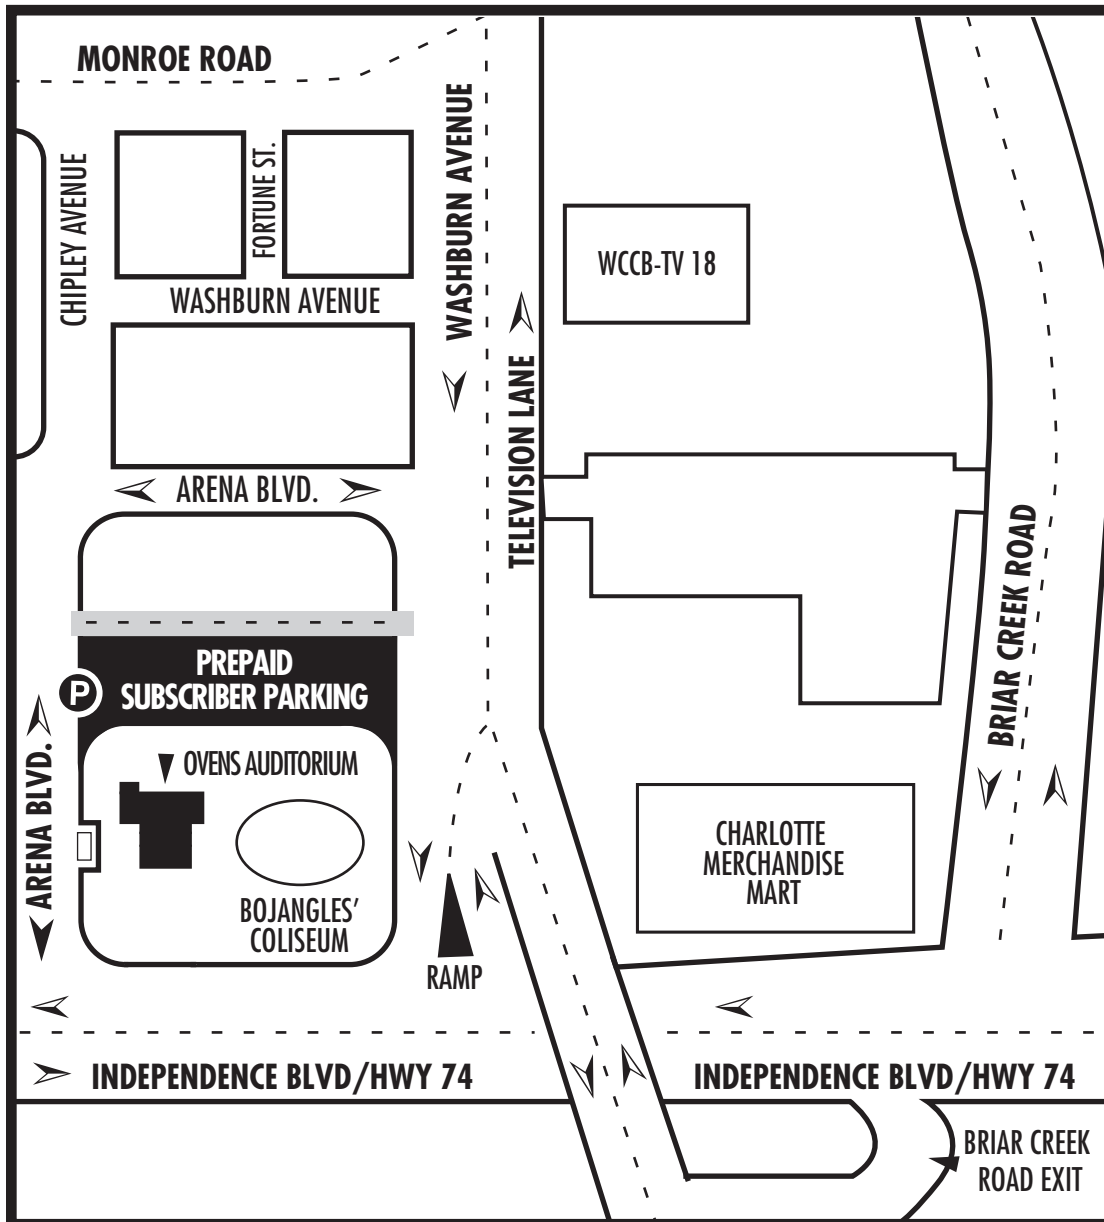 MONROE ROAD
WASHBURN AVENUE
CHIPLEY AVENUE
FORTUNE ST.
WASHBURN AVENUE
WCCB-TV 18
TELEVISION LANE
ARENA BLVD.
BRIAR CREEK ROAD
PREPAID
SUBSCRIBER PARKING
P
ARENA BLVD.
OVENS AUDITORIUM
BOJANGLES’
COLISEUM
CHARLOTTE
MERCHANDISE
MART
RAMP
INDEPENDENCE BLVD/HWY 74
INDEPENDENCE BLVD/HWY 74
BRIAR CREEK
ROAD EXIT